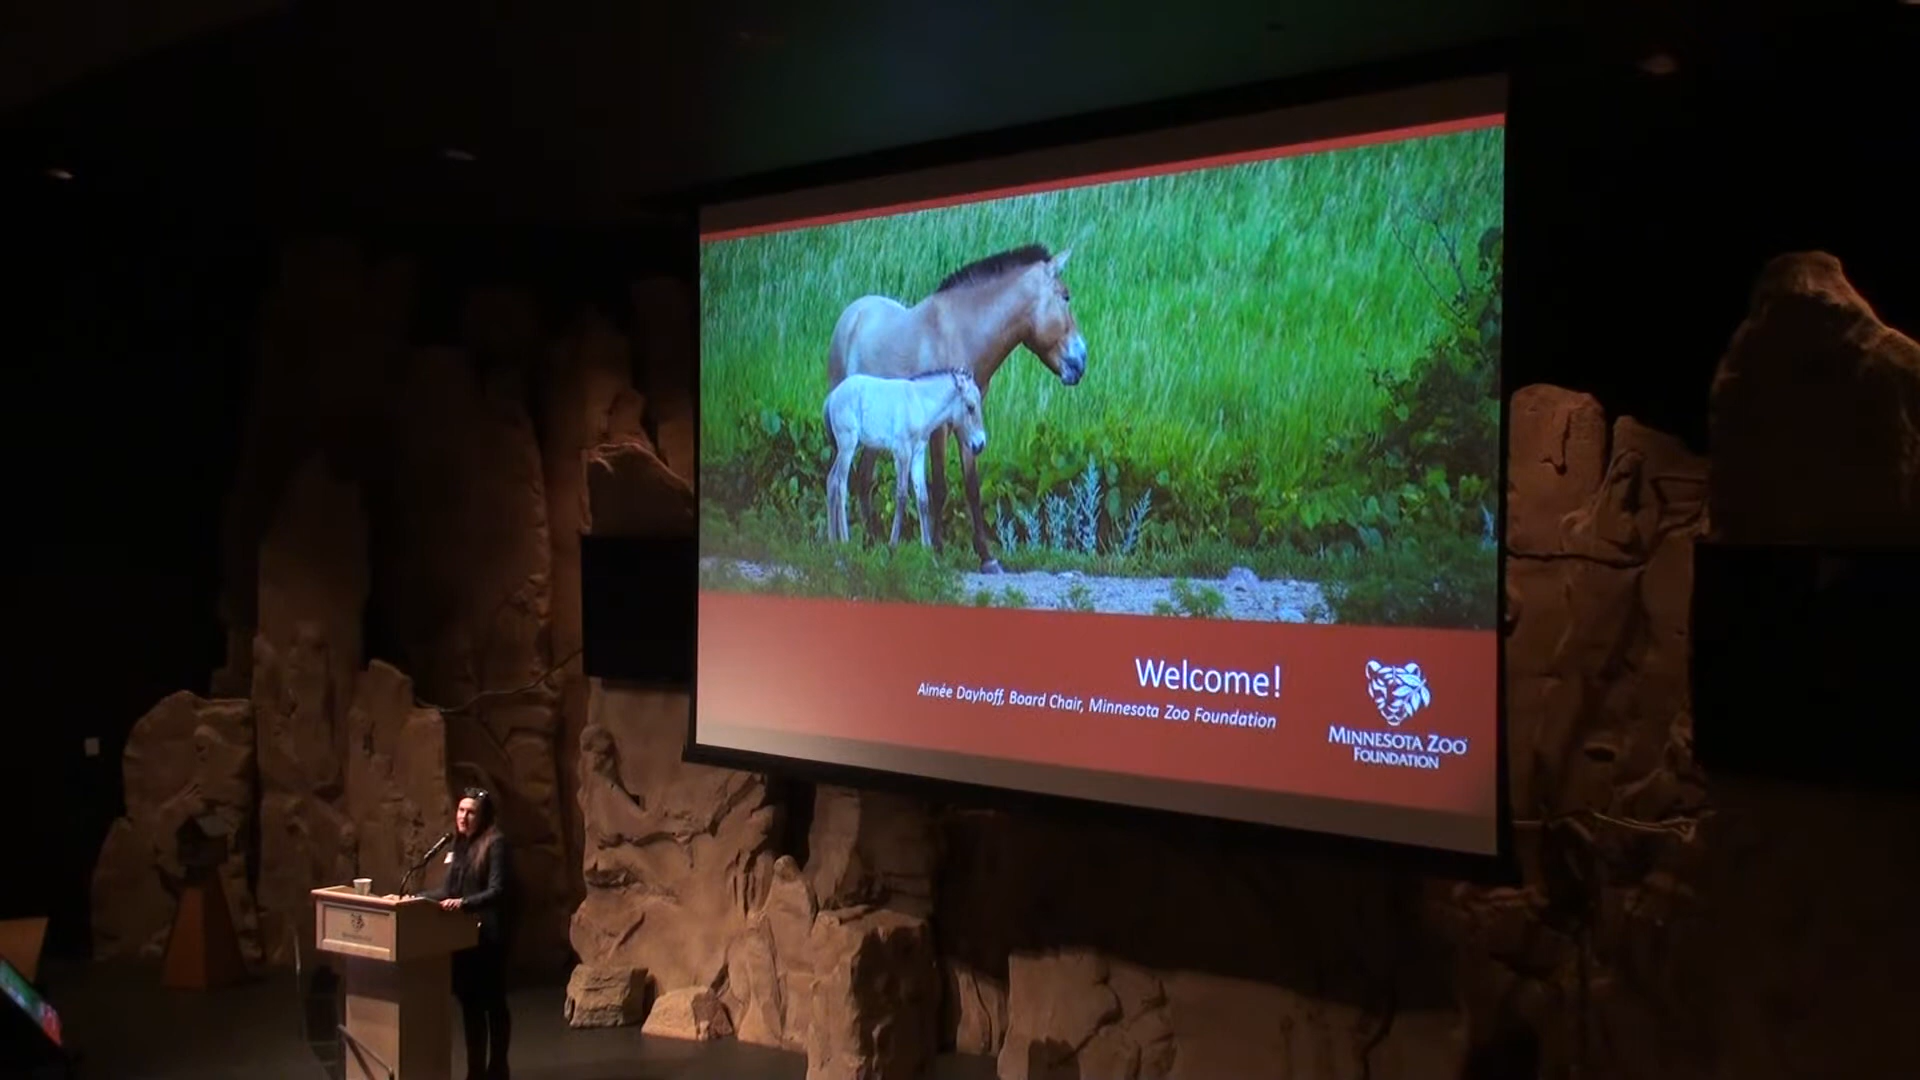 Welcome!
Aimée Dayhoff, Board Chair, Minnesota Zoo Foundation
MINNESOTA ZOO
FOUNDATION